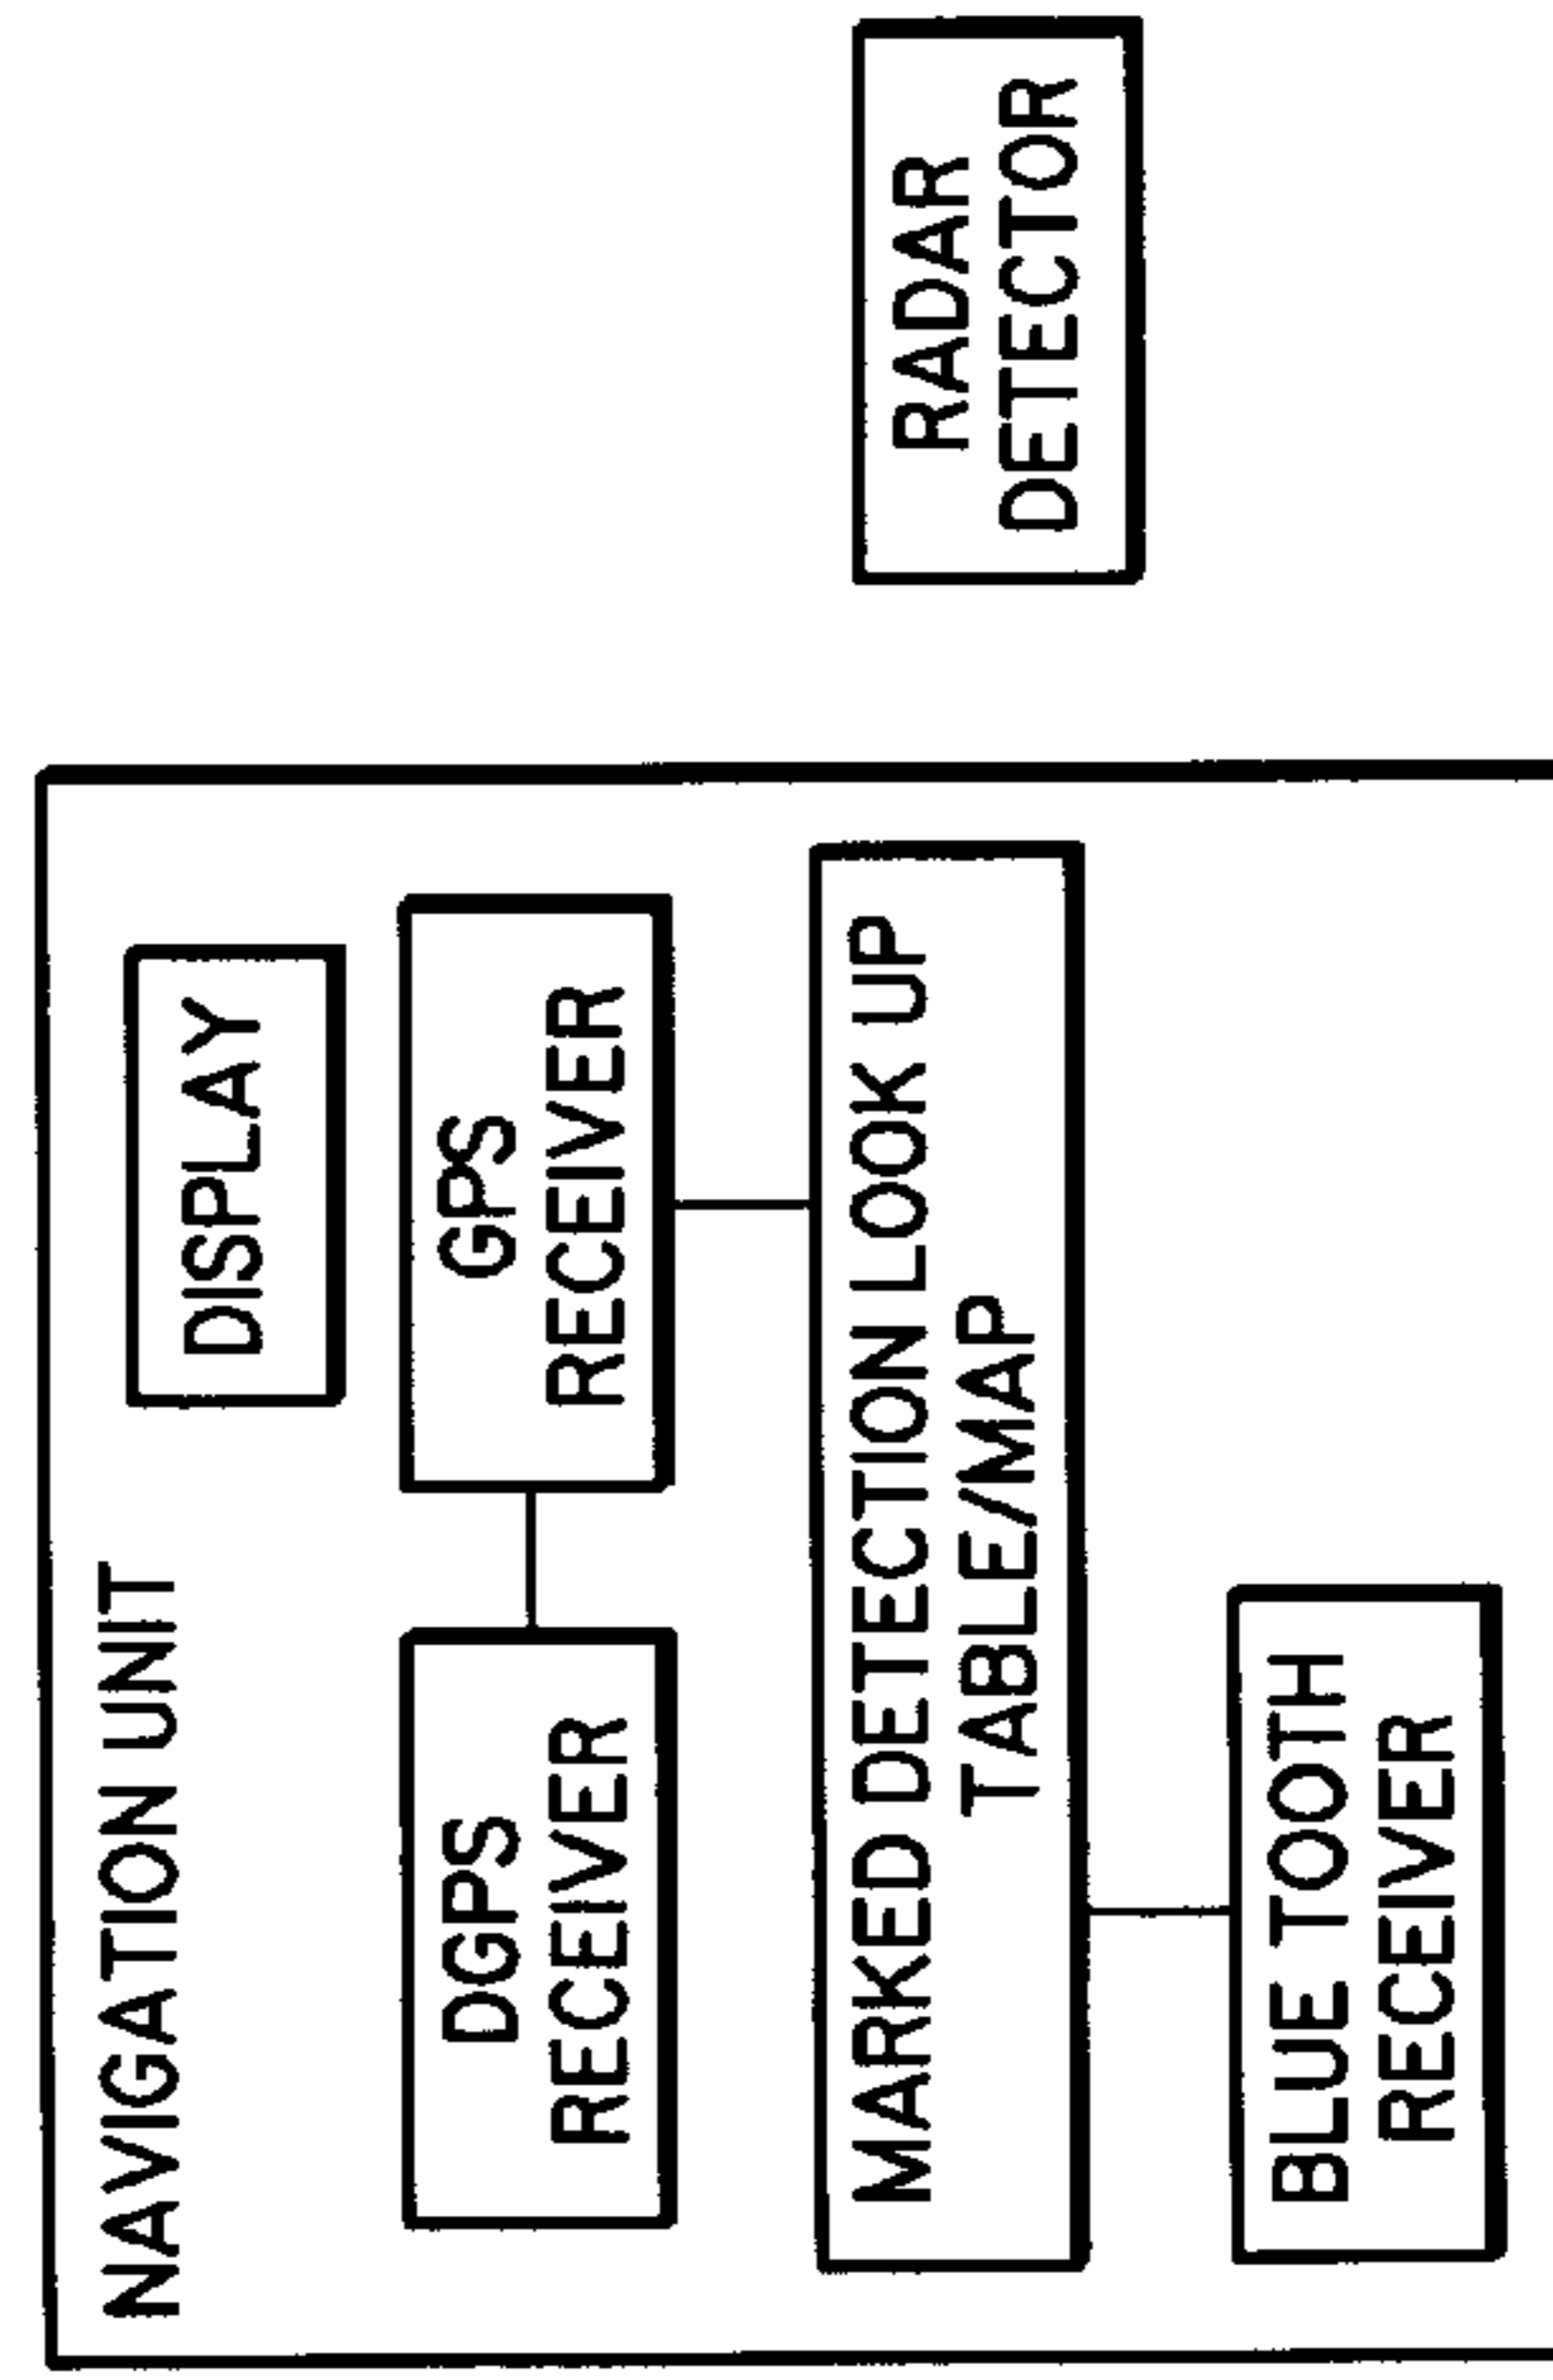 NAVIGATION UNIT
DISPLAY
DGPS
RECEIVER
GPS
RECEIVER
MARKED DETECTION LOOK UP
TABLE/MAP
BLUE TOOTH
RECEIVER
RADAR
DETECTOR